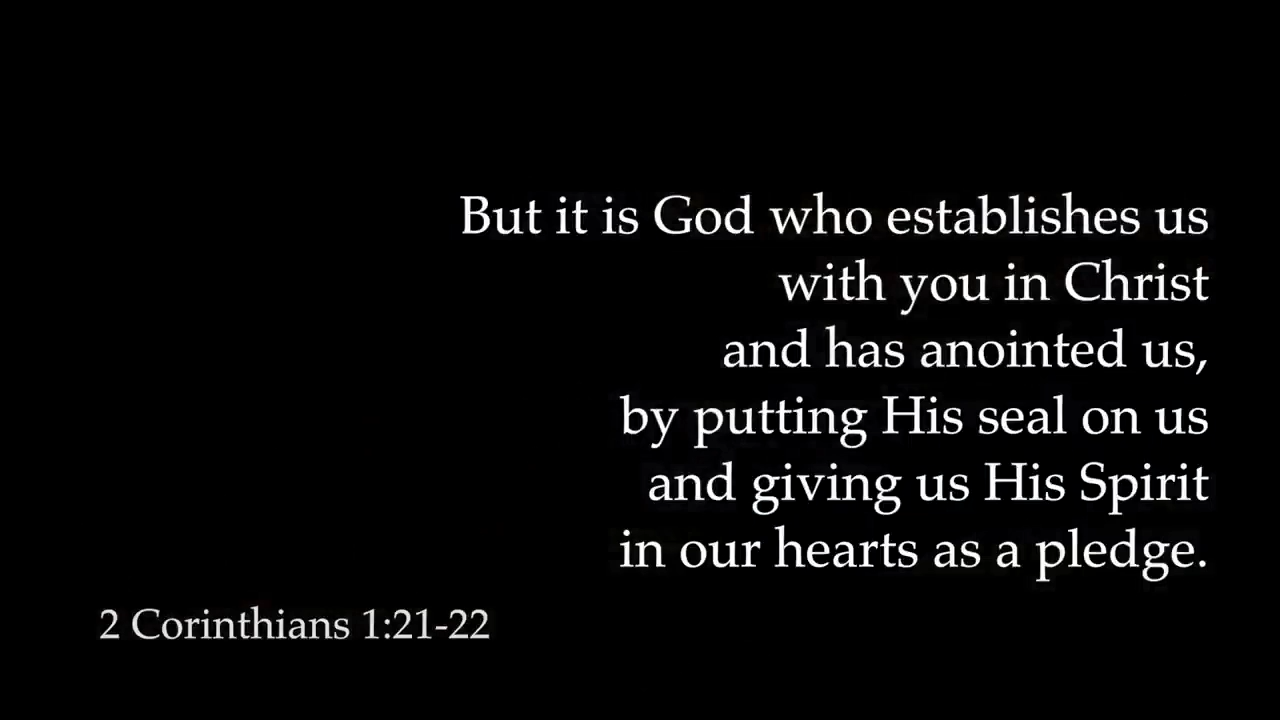 But it is God who establishes us
with you in Christ
and has anointed us,
by putting His seal on us
and giving us His Spirit
in our hearts as a pledge.
2 Corinthians 1:21-22